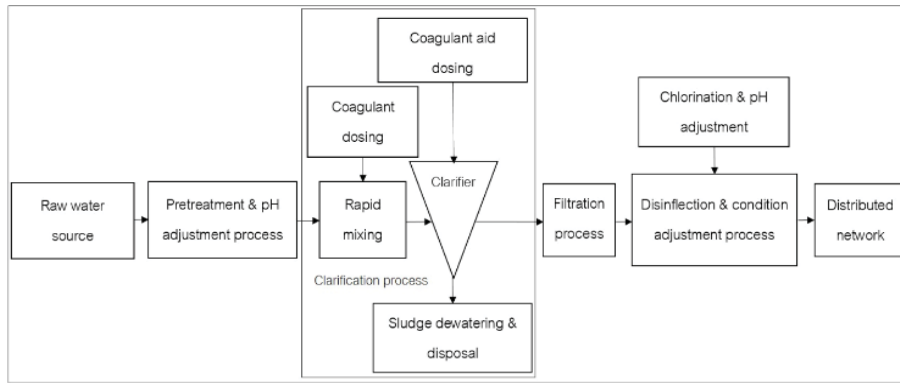 Coagulant aid
dosing
Coagulant
dosing
Chlorination & pH
adjustment
Raw water
source
Pretreatment & pH
adjustment process
Rapid
mixing
Clarifier
Filtration
process
Disinflection & condition
adjustment process
Distributed
network
Clarification process
Sludge dewatering &
disposal